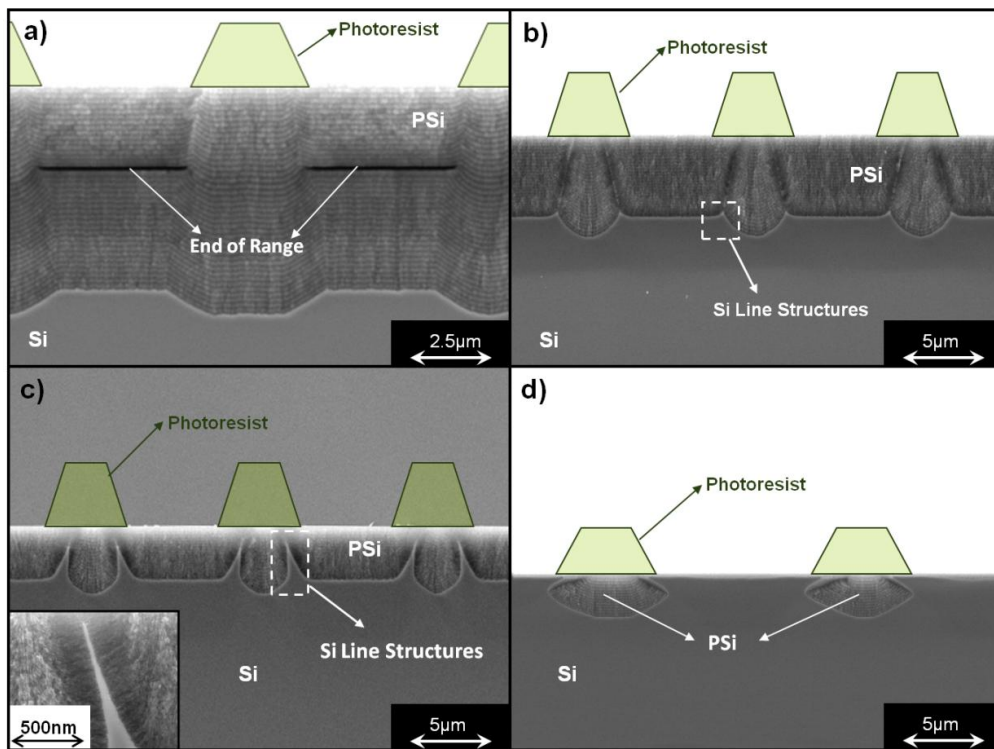 a)
Photoresist
PSi
End of Range
Si
2.5µm
b)
Photoresist
PSi
Si Line Structures
Si
5µm
c)
Photoresist
PSi
Si Line Structures
Si
500nm
5µm
d)
Photoresist
PSi
Si
5µm